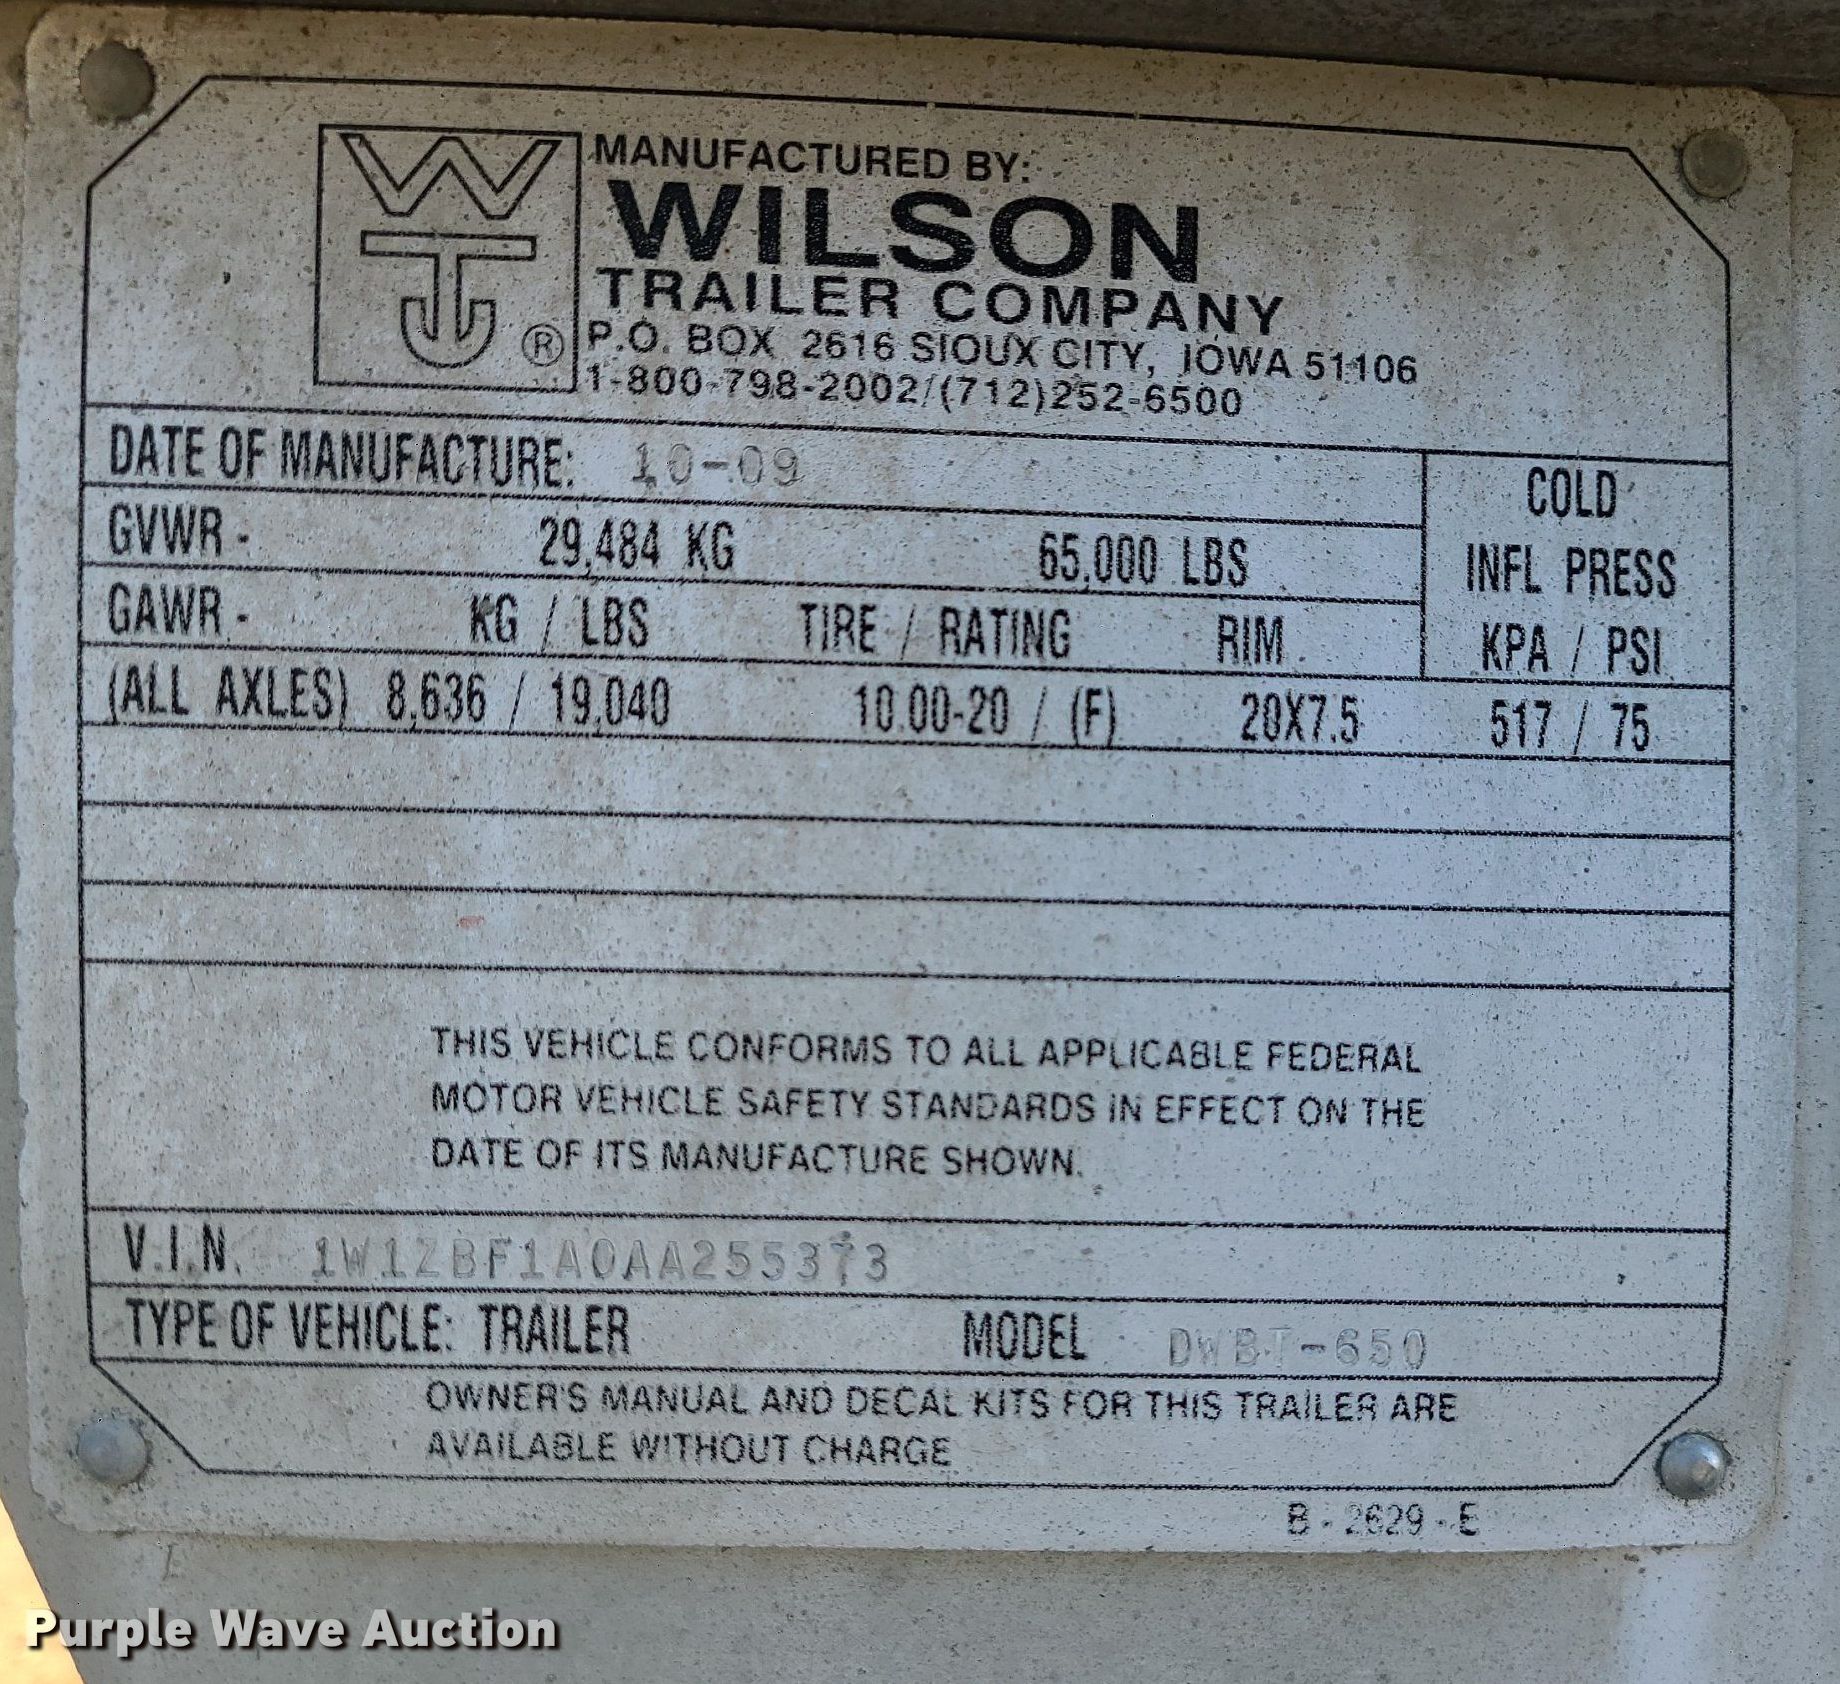 MANUFACTURED BY:
WILSON
TRAILER COMPANY
WTJ ®
P.O. BOX 2616 SIOUX CITY, IOWA 51106
1-800-798-2002/(712)252-6500
DATE OF MANUFACTURE: 10-09
COLD
INFL PRESS
KPA / PSI
GVWR - 29,484 KG 65,000 LBS
GAWR - KG / LBS TIRE / RATING RIM
(ALL AXLES) 8,636 / 19,040 10.00-20 / (F) 20X7.5 517 / 75
THIS VEHICLE CONFORMS TO ALL APPLICABLE FEDERAL
MOTOR VEHICLE SAFETY STANDARDS IN EFFECT ON THE
DATE OF ITS MANUFACTURE SHOWN.
V.I.N. 1W1ZBF1A0AA255373
TYPE OF VEHICLE: TRAILER MODEL DWBT-650
OWNER'S MANUAL AND DECAL KITS FOR THIS TRAILER ARE
AVAILABLE WITHOUT CHARGE
B - 2629 - E
Purple Wave Auction